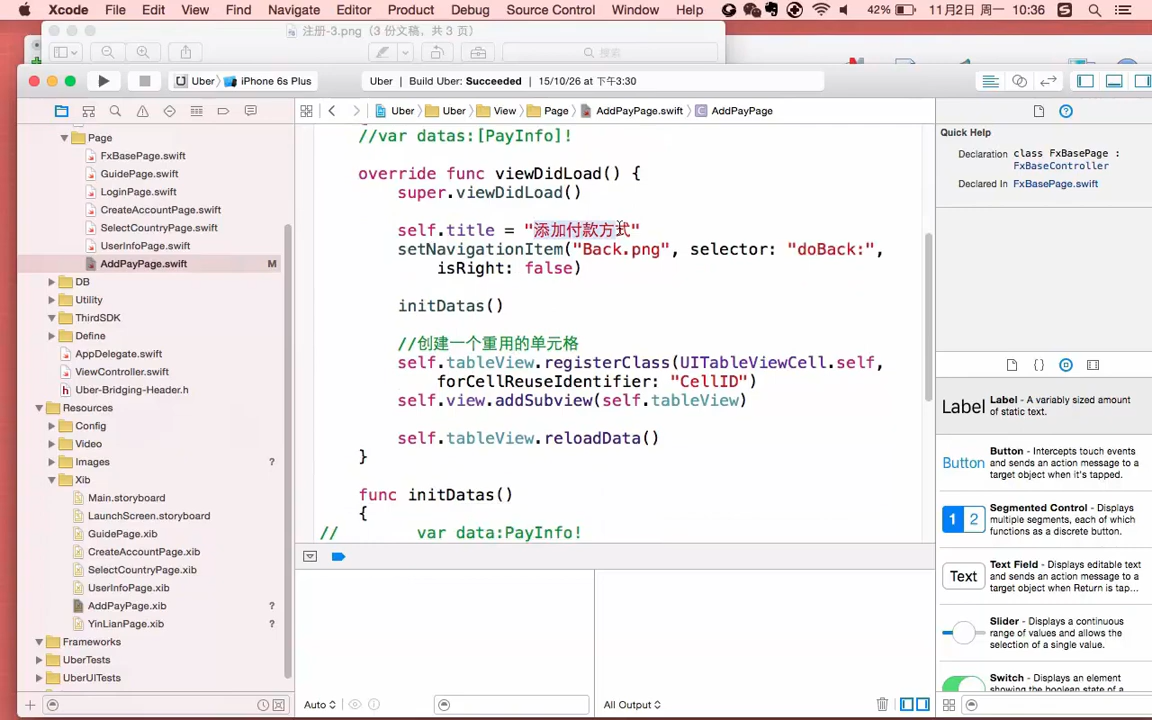 Xcode File Edit View Find Navigate Editor Product Debug Source Control Window Help 42% 11月2日 周一 10:36
注册-3.png (3 份文稿，共 3 页)
搜索
Uber iPhone 6s Plus Uber | Build Uber: Succeeded | 15/10/26 at 下午3:30
Uber Uber View Page AddPayPage.swift AddPayPage
Page
FxBasePage.swift
GuidePage.swift
LoginPage.swift
CreateAccountPage.swift
SelectCountryPage.swift
UserInfoPage.swift
AddPayPage.swift M
DB
Utility
ThirdSDK
Define
AppDelegate.swift
ViewController.swift
Uber-Bridging-Header.h
Resources
Config
Video
Images ?
Xib
Main.storyboard
LaunchScreen.storyboard
GuidePage.xib
CreateAccountPage.xib
SelectCountryPage.xib
UserInfoPage.xib
AddPayPage.xib ?
YinLianPage.xib ?
Frameworks
UberTests
UberUITests
//var datas:[PayInfo]!
override func viewDidLoad() {
super.viewDidLoad()
self.title = "添加付款方式"
setNavigationItem("Back.png", selector: "doBack:",
isRight: false)
initDatas()
//创建一个重用的单元格
self.tableView.registerClass(UITableViewCell.self,
forCellReuseIdentifier: "CellID")
self.view.addSubview(self.tableView)
self.tableView.reloadData()
}
func initDatas()
{
// var data:PayInfo!
Auto
All Output
Quick Help
Declaration class FxBasePage :
FxBaseController
Declared In FxBasePage.swift
Label Label - A variably sized amount
of static text.
Button Button - Intercepts touch events
and sends an action message to a
target object when it's tapped.
1 2 Segmented Control - Displays
multiple segments, each of which
functions as a discrete button.
Text Text Field - Displays editable text
and sends an action message to a
target object when Return is tap...
Slider - Displays a continuous
range of values and allows the
selection of a single value.
Switch - Displays an element
showing the boolean state of a